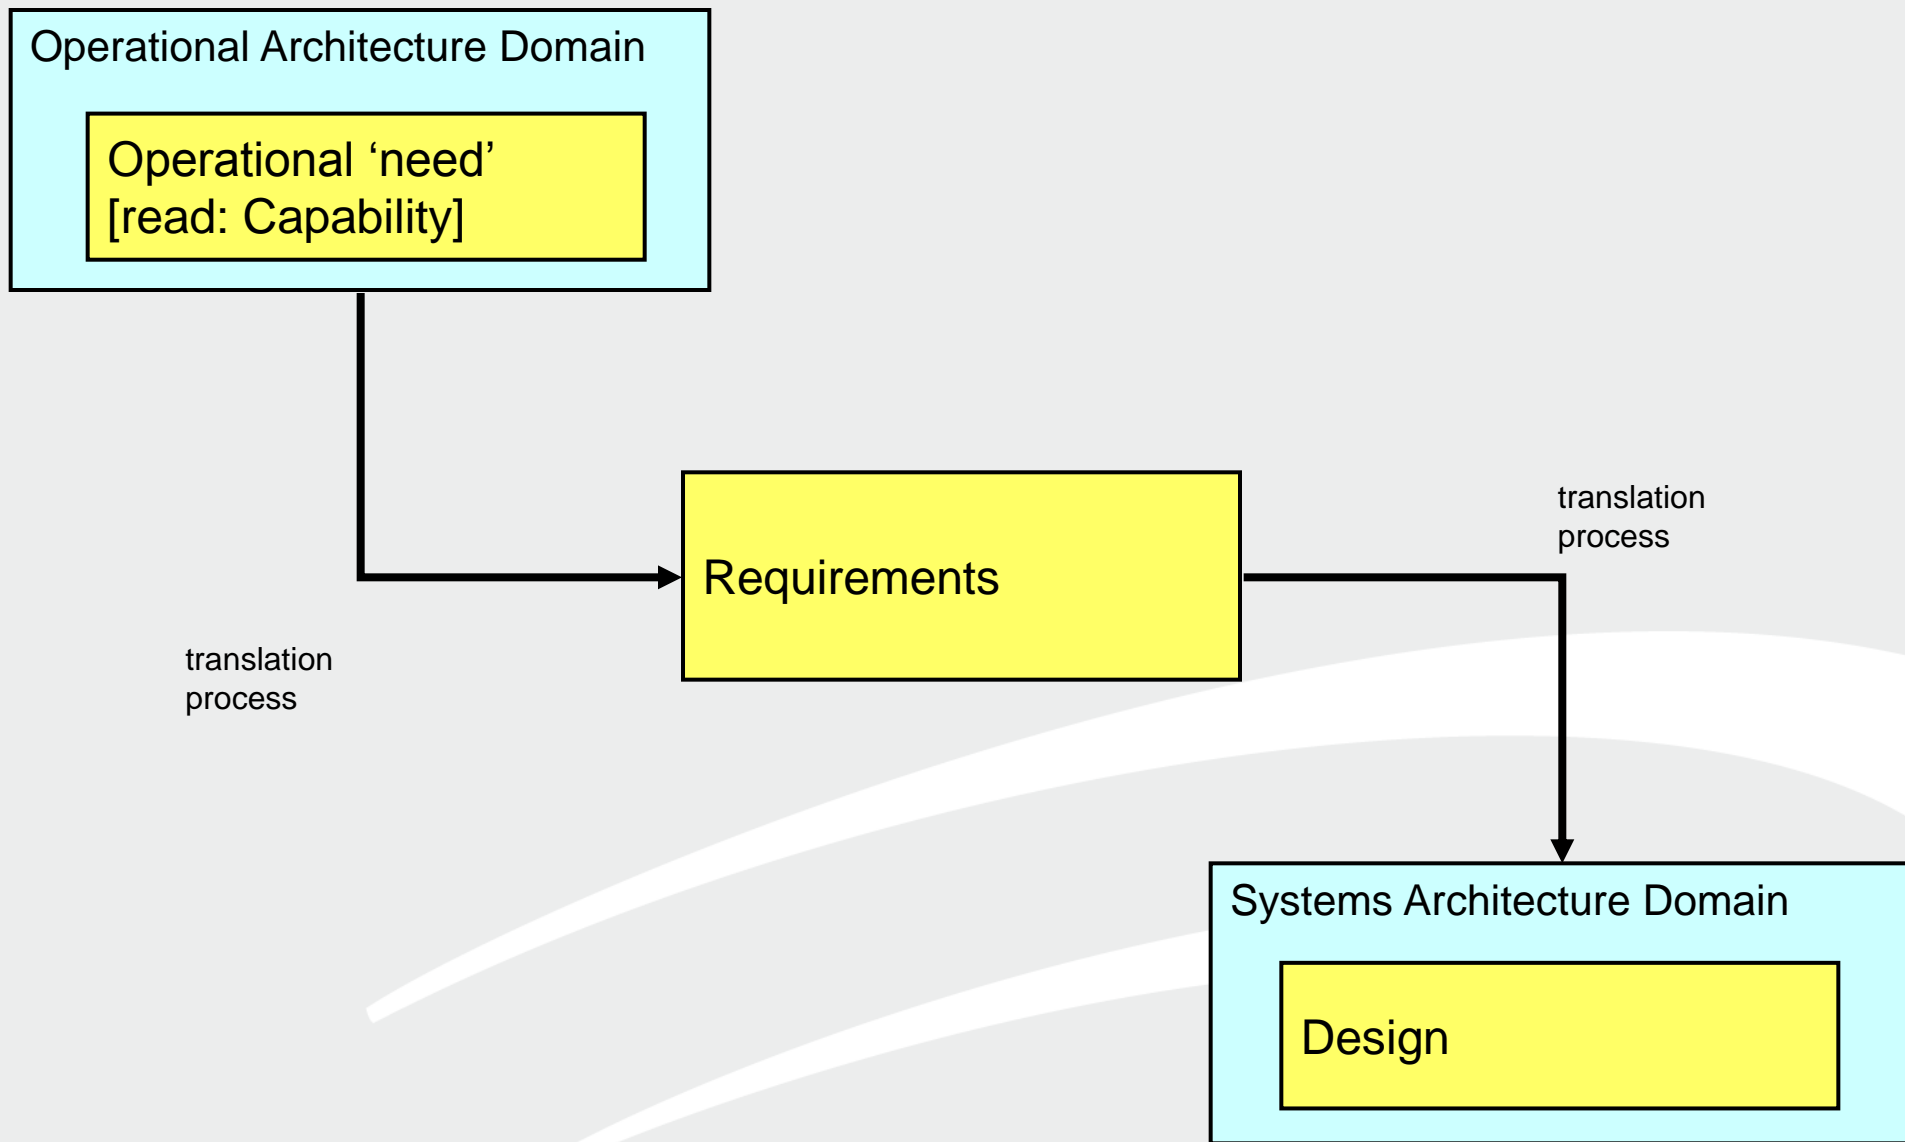 Operational Architecture Domain
Operational ‘need’
[read: Capability]
translation
process
Requirements
translation
process
Systems Architecture Domain
Design